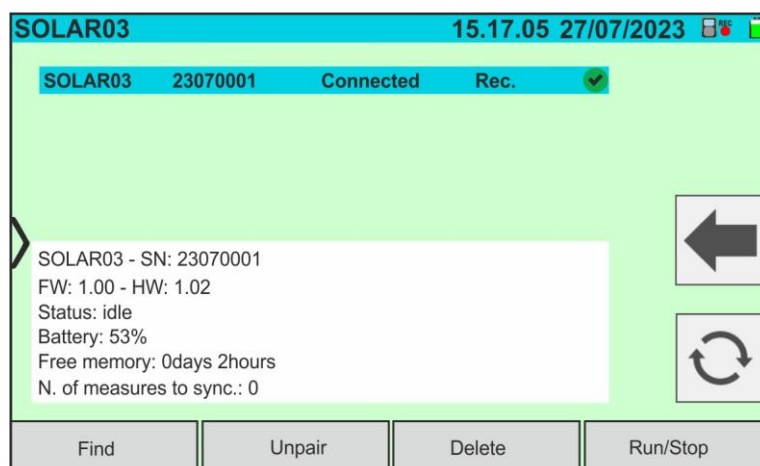 SOLAR03 15.17.05 27/07/2023 REC
SOLAR03 23070001 Connected Rec.
SOLAR03 - SN: 23070001
FW: 1.00 - HW: 1.02
Status: idle
Battery: 53%
Free memory: 0days 2hours
N. of measures to sync.: 0
Find Unpair Delete Run/Stop